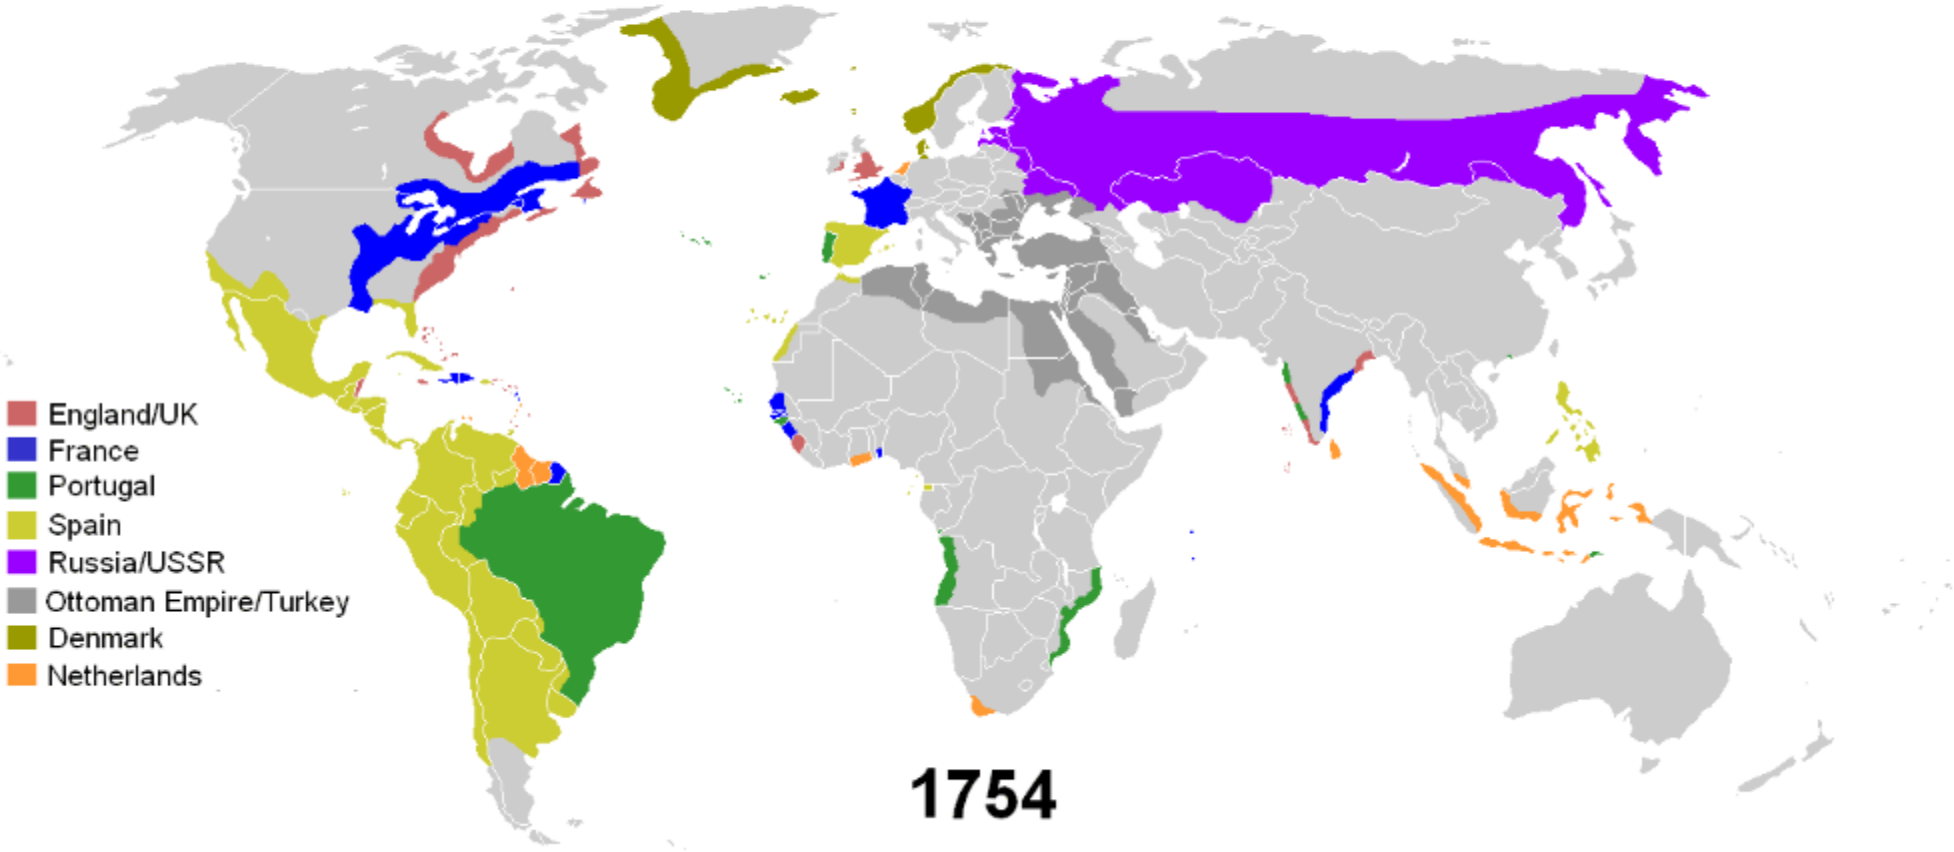 England/UK
France
Portugal
Spain
Russia/USSR
Ottoman Empire/Turkey
Denmark
Netherlands
1754